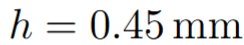 h = 0.45 mm